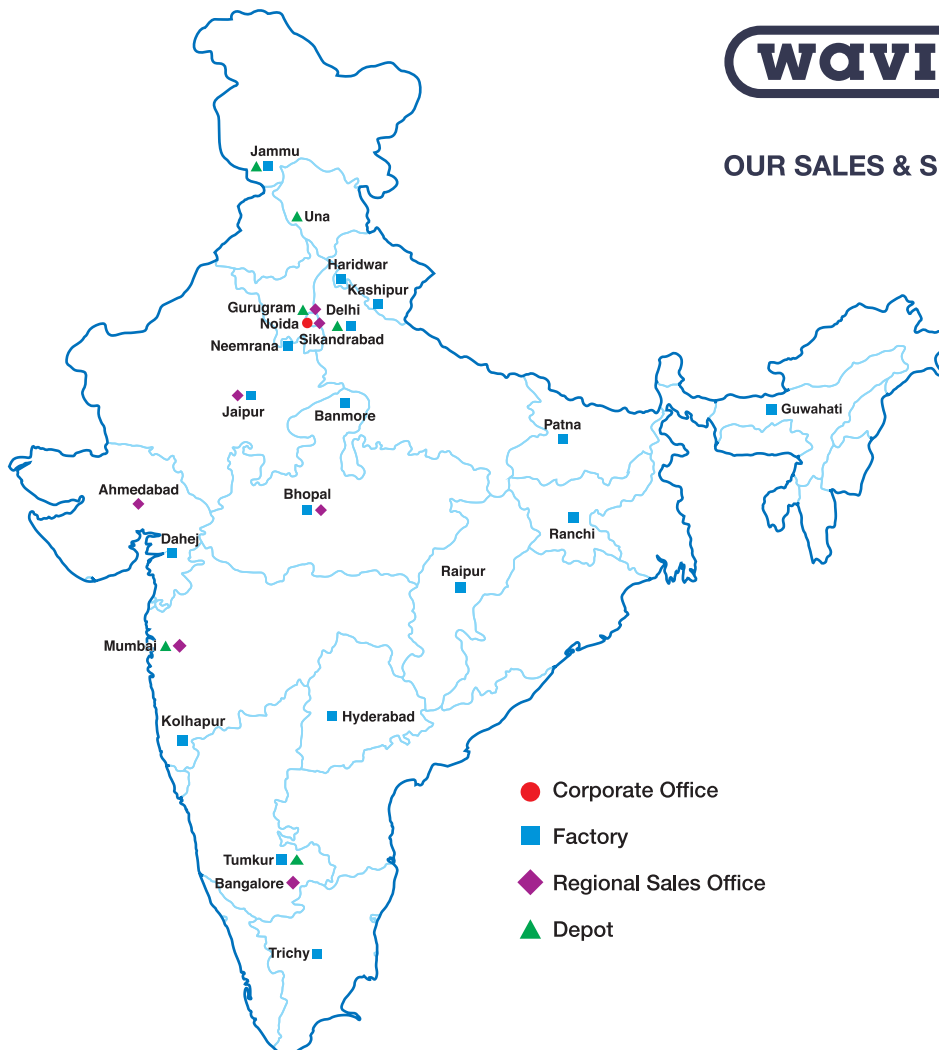 wavi
OUR SALES & S
Jammu
Una
Haridwar
Kashipur
Gurugram
Delhi
Noida
Sikandrabad
Neemrana
Jaipur
Banmore
Patna
Guwahati
Ahmedabad
Bhopal
Ranchi
Dahej
Raipur
Mumbai
Kolhapur
Hyderabad
Corporate Office
Factory
Tumkur
Bangalore
Regional Sales Office
Depot
Trichy